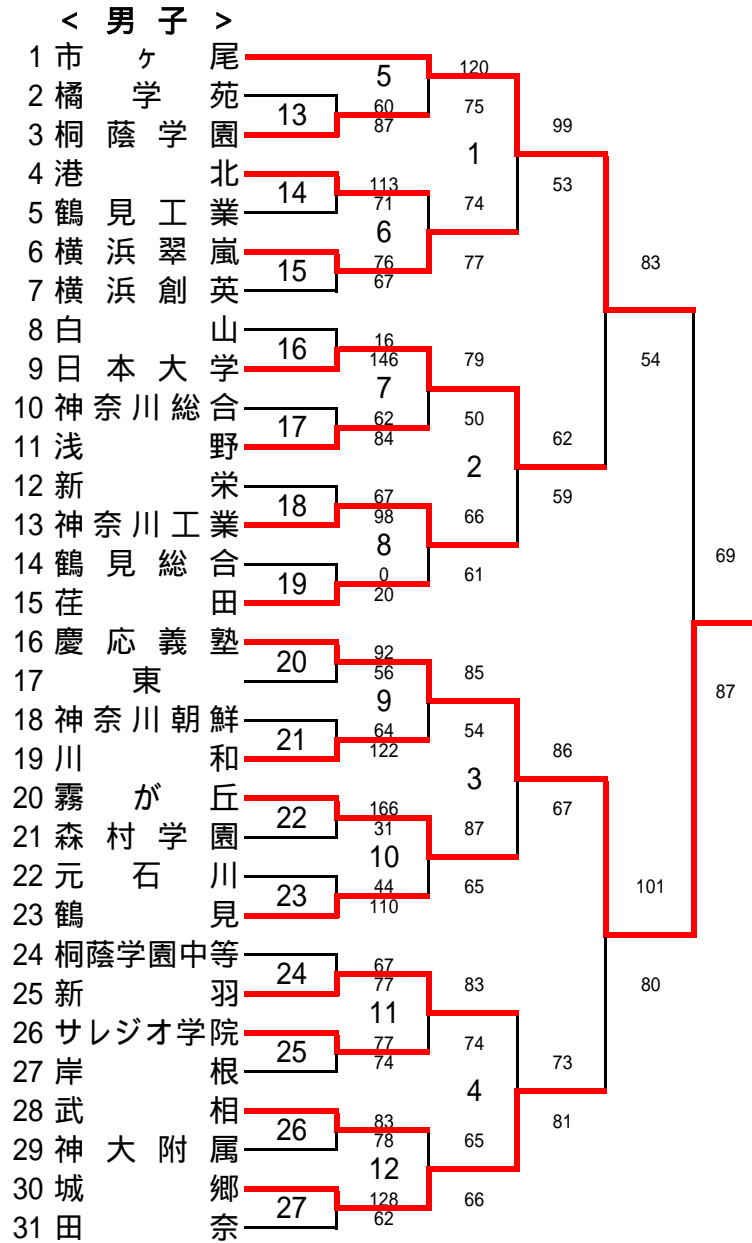 < 男 子 >
1 市 ヶ 尾
2 橘 学 苑
3 桐 蔭 学 園
4 港 北
5 鶴 見 工 業
6 横 浜 翠 嵐
7 横 浜 創 英
8 白 山
9 日 本 大 学
10 神 奈 川 総 合
11 浅 野
12 新 栄
13 神 奈 川 工 業
14 鶴 見 総 合
15 荏 田
16 慶 応 義 塾
17 東
18 神 奈 川 朝 鮮
19 川 和
20 霧 が 丘
21 森 村 学 園
22 元 石 川
23 鶴 見
24 桐蔭学園中等
25 新 羽
26 サレジオ学院
27 岸 根
28 武 相
29 神 大 附 属
30 城 郷
31 田 奈
13
14
15
16
17
18
19
20
21
22
23
24
25
26
27
5
60
87
113
71
6
76
67
16
146
7
62
84
67
98
8
0
20
92
56
9
64
122
166
31
10
44
110
67
77
11
77
74
83
78
12
128
62
120
75
1
74
77
79
50
2
66
61
85
54
3
87
65
83
74
4
65
66
99
53
62
59
86
67
73
81
83
54
101
80
69
87